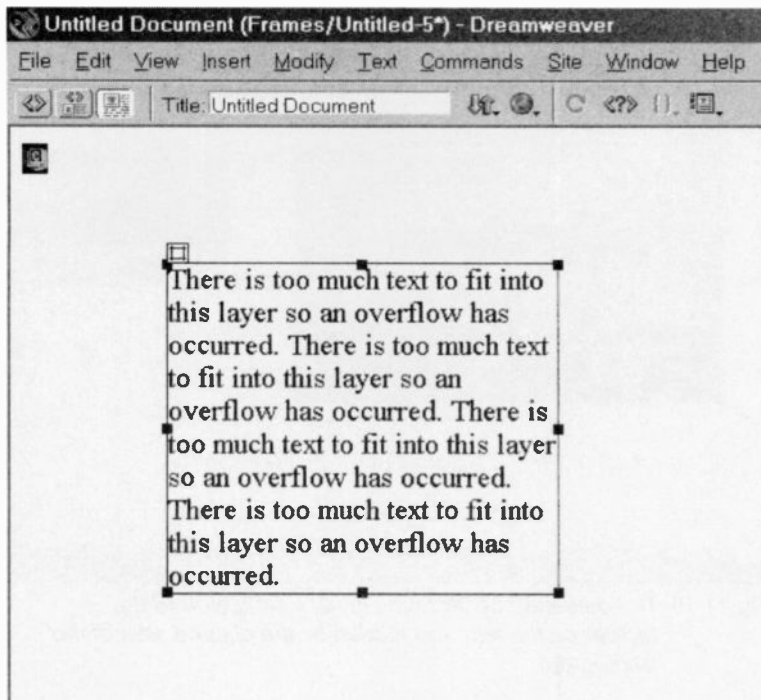 Untitled Document (Frames/Untitled-5*) - Dreamweaver
File Edit View Insert Modify Text Commands Site Window Help
Title: Untitled Document
There is too much text to fit into
this layer so an overflow has
occurred. There is too much text
to fit into this layer so an
overflow has occurred. There is
too much text to fit into this layer
so an overflow has occurred.
There is too much text to fit into
this layer so an overflow has
occurred.